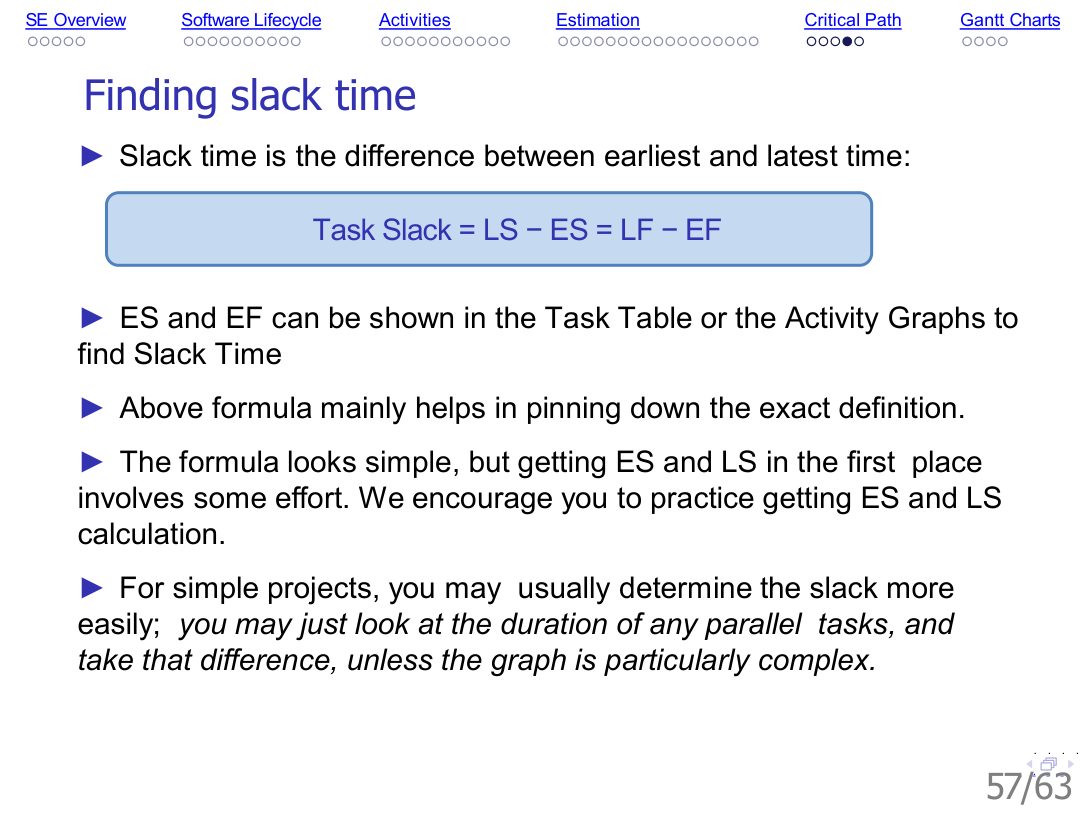 SE Overview Software Lifecycle Activities Estimation Critical Path Gantt Charts
Finding slack time
► Slack time is the difference between earliest and latest time:
Task Slack = LS − ES = LF − EF
► ES and EF can be shown in the Task Table or the Activity Graphs to
find Slack Time
► Above formula mainly helps in pinning down the exact definition.
► The formula looks simple, but getting ES and LS in the first place
involves some effort. We encourage you to practice getting ES and LS
calculation.
► For simple projects, you may usually determine the slack more
easily; you may just look at the duration of any parallel tasks, and
take that difference, unless the graph is particularly complex.
57/63